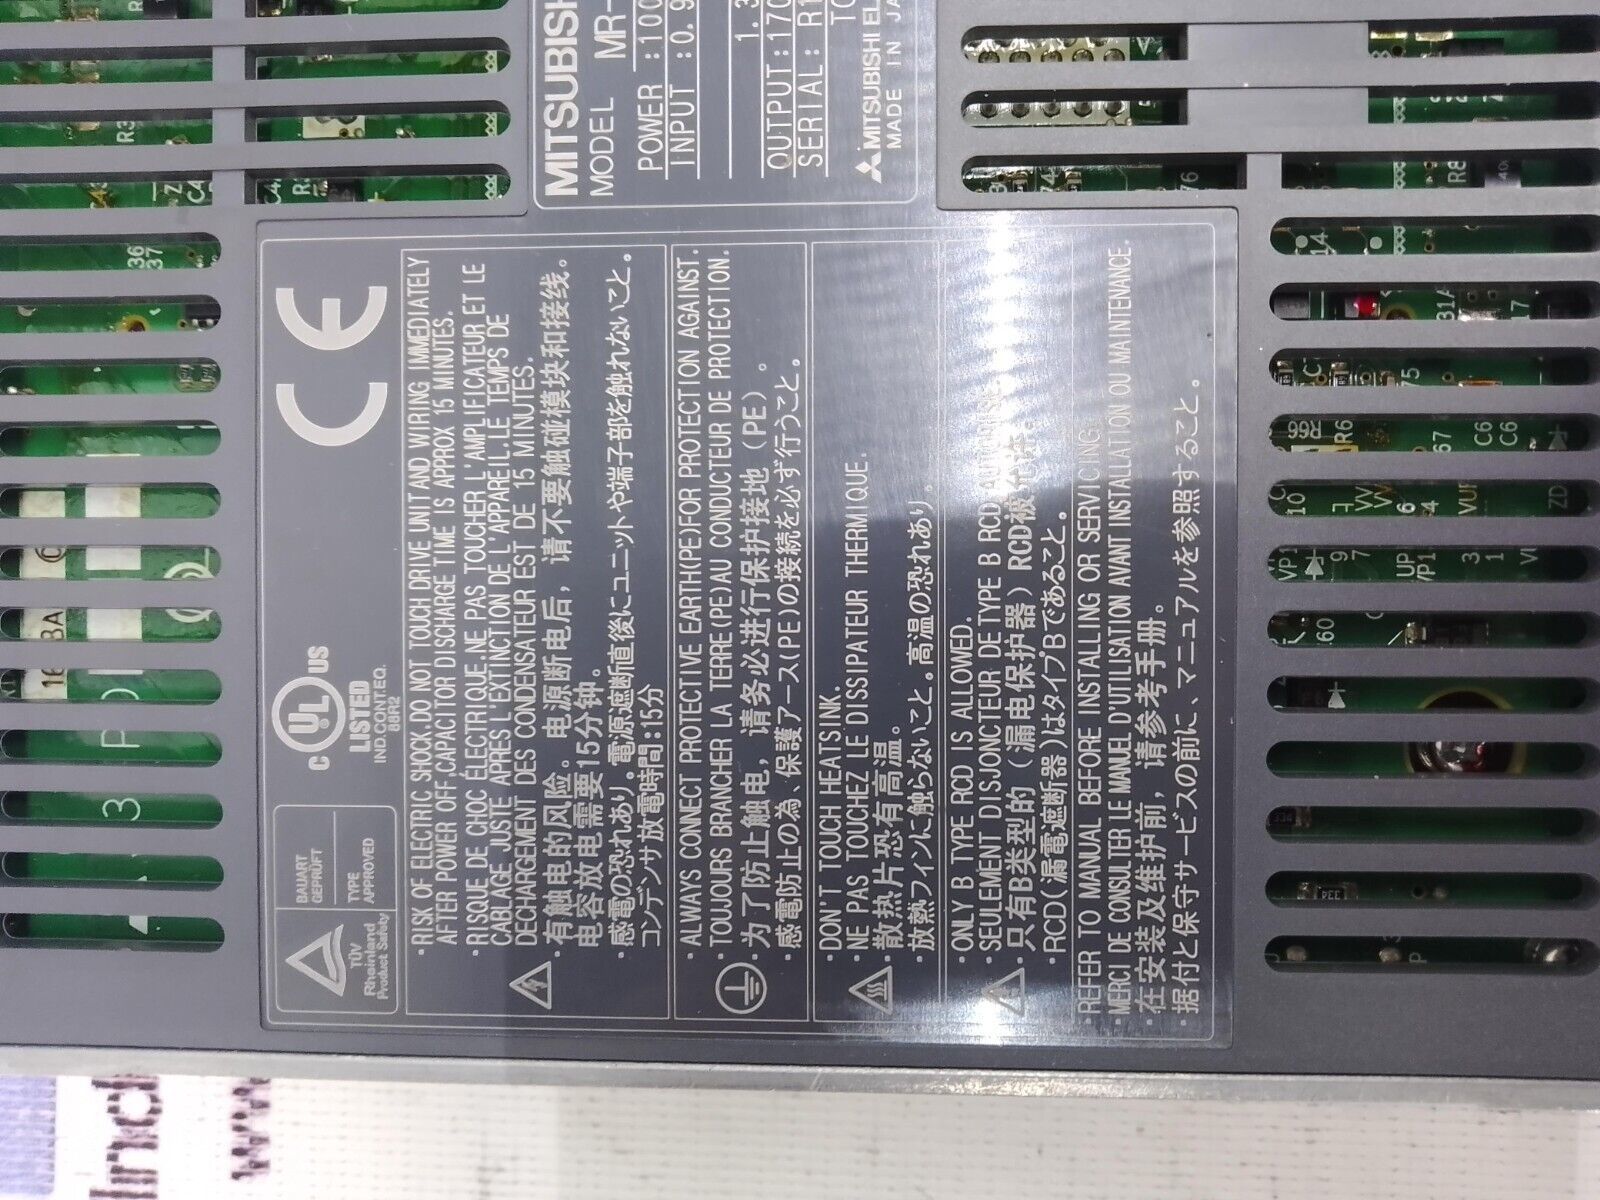 MITSUBISHI
MODEL MR-
POWER :100
INPUT :0.9
1.3
OUTPUT:170
SERIAL: R1
MITSUBISHI EL
MADE IN JA
TÜV
Rheinland
Product Safety
BAUART
GEPRÜFT
TYPE
APPROVED
C UL US
LISTED
IND.CONT.EQ.
88R2
CE
・RISK OF ELECTRIC SHOCK.DO NOT TOUCH DRIVE UNIT AND WIRING IMMEDIATELY
AFTER POWER OFF,CAPACITOR DISCHARGE TIME IS APPROX 15 MINUTES.
・RISQUE DE CHOC ÉLECTRIQUE.NE PAS TOUCHER L'AMPLIFICATEUR ET LE
CABLAGE JUSTE APRÈS L'EXTINCTION DE L'APPAREIL.LE TEMPS DE
DÉCHARGEMENT DES CONDENSATEUR EST DE 15 MINUTES.
・有触电的风险。电源断电后，请不要触碰模块和接线。
电容放电需要15分钟。
・感電の恐れあり.電源遮断直後にユニットや端子部を触れないこと。
コンデンサ放電時間:15分
・ALWAYS CONNECT PROTECTIVE EARTH(PE)FOR PROTECTION AGAINST.
・TOUJOURS BRANCHER LA TERRE(PE)AU CONDUCTEUR DE PROTECTION.
・为了防止触电，请务必进行保护接地（PE）。
・感電防止の為、保護アース(PE)の接続を必ず行うこと。
・DON'T TOUCH HEATSINK.
・NE PAS TOUCHEZ LE DISSIPATEUR THERMIQUE.
・散热片恐有高温。
・放熱フィンに触らないこと。高温の恐れあり。
・ONLY B TYPE RCD IS ALLOWED.
・SEULEMENT DISJONCTEUR DE TYPE B RCD
・只有B类型的（漏电保护器）RCD被允许。
・RCD(漏電遮断器)はタイプBであること。
・REFER TO MANUAL BEFORE INSTALLING OR SERVICING.
・MERCI DE CONSULTER LE MANUEL D'UTILISATION AVANT INSTALLATION OU MAINTENANCE.
・在安装及维护前，请参考手册。
・据付と保守サービスの前に、マニュアルを参照すること。